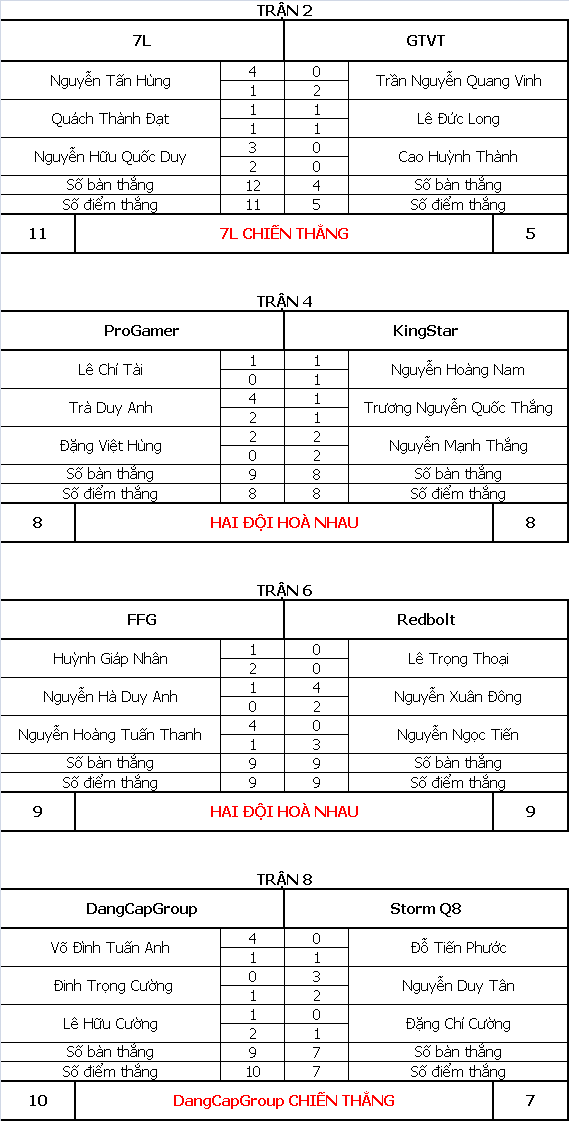 TRẬN 2
7L GTVT
Nguyễn Tấn Hùng 4 0 Trần Nguyễn Quang Vinh
1 2
Quách Thành Đạt 1 1 Lê Đức Long
1 1
Nguyễn Hữu Quốc Duy 3 0 Cao Huỳnh Thành
2 0
Số bàn thắng 12 4 Số bàn thắng
Số điểm thắng 11 5 Số điểm thắng
11 7L CHIẾN THẮNG 5
TRẬN 4
ProGamer KingStar
Lê Chí Tài 1 1 Nguyễn Hoàng Nam
0 1
Trà Duy Anh 4 1 Trương Nguyễn Quốc Thắng
2 1
Đặng Việt Hùng 2 2 Nguyễn Mạnh Thắng
0 2
Số bàn thắng 9 8 Số bàn thắng
Số điểm thắng 8 8 Số điểm thắng
8 HAI ĐỘI HOÀ NHAU 8
TRẬN 6
FFG Redbolt
Huỳnh Giáp Nhân 1 0 Lê Trọng Thoại
2 0
Nguyễn Hà Duy Anh 1 4 Nguyễn Xuân Đông
0 2
Nguyễn Hoàng Tuấn Thanh 4 0 Nguyễn Ngọc Tiến
1 3
Số bàn thắng 9 9 Số bàn thắng
Số điểm thắng 9 9 Số điểm thắng
9 HAI ĐỘI HOÀ NHAU 9
TRẬN 8
DangCapGroup Storm Q8
Võ Đình Tuấn Anh 4 0 Đỗ Tiến Phước
1 1
Đinh Trọng Cường 0 3 Nguyễn Duy Tân
1 2
Lê Hữu Cường 1 0 Đặng Chí Cường
2 1
Số bàn thắng 9 7 Số bàn thắng
Số điểm thắng 10 7 Số điểm thắng
10 DangCapGroup CHIẾN THẮNG 7